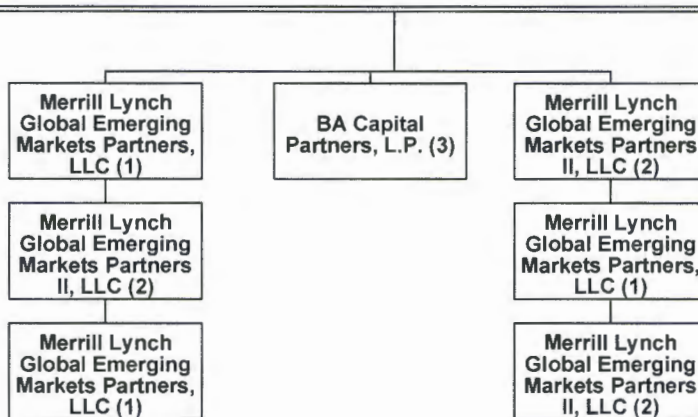 Merrill Lynch
Global Emerging
Markets Partners,
LLC (1)
BA Capital
Partners, L.P. (3)
Merrill Lynch
Global Emerging
Markets Partners
II, LLC (2)
Merrill Lynch
Global Emerging
Markets Partners
II, LLC (2)
Merrill Lynch
Global Emerging
Markets Partners,
LLC (1)
Merrill Lynch
Global Emerging
Markets Partners,
LLC (1)
Merrill Lynch
Global Emerging
Markets Partners
II, LLC (2)